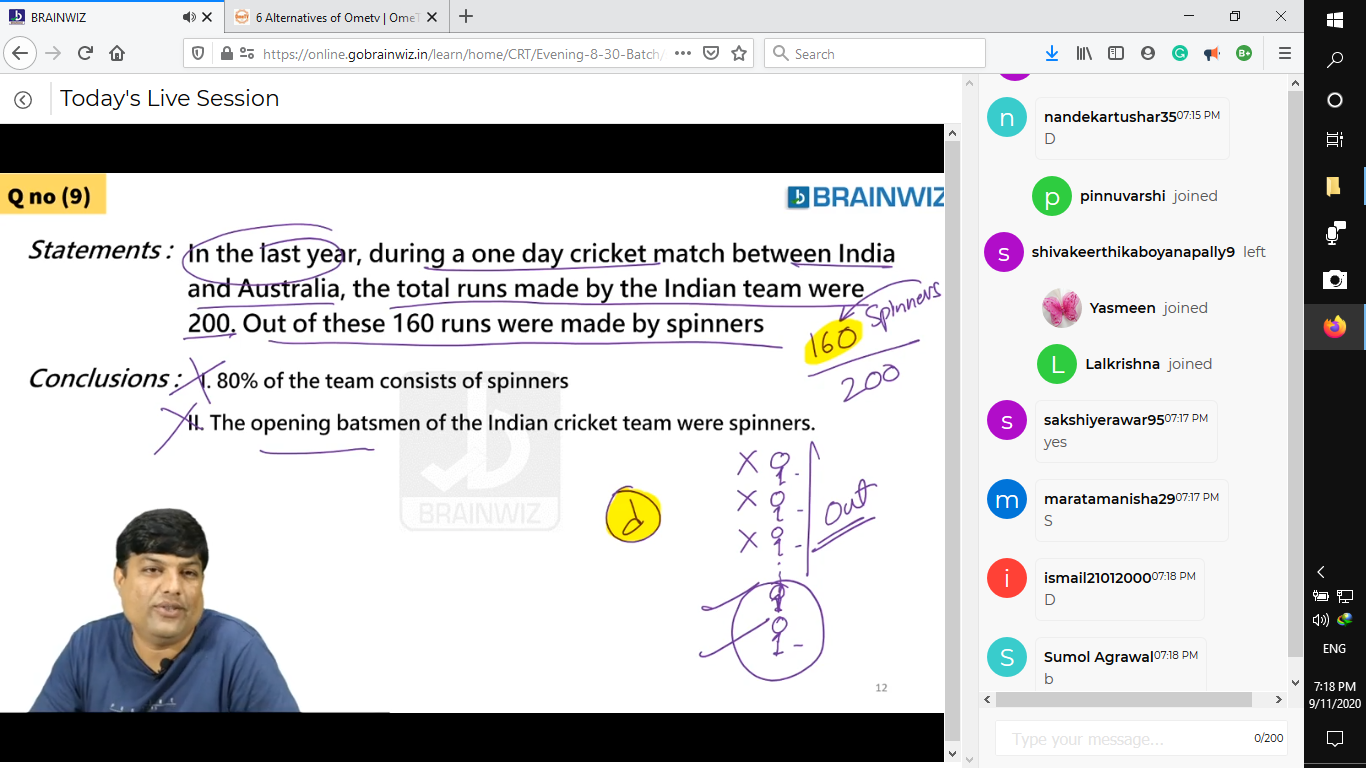 BRAINWIZ
6 Alternatives of Ometv | OmeT
https://online.gobrainwiz.in/learn/home/CRT/Evening-8-30-Batch/
Search
Today's Live Session
Q no (9)
BRAINWIZ
Statements : In the last year, during a one day cricket match between India
and Australia, the total runs made by the Indian team were
200. Out of these 160 runs were made by spinners
Spinners
160
200
Conclusions : I. 80% of the team consists of spinners
II. The opening batsmen of the Indian cricket team were spinners.
BRAINWIZ
d
out
12
n
nandekartushar35 07:15 PM
D
p
pinnuvarshi joined
s
shivakeerthikaboyanapally9 left
Yasmeen joined
L
Lalkrishna joined
s
sakshiyerawar95 07:17 PM
yes
m
maratamanisha29 07:17 PM
S
i
ismail21012000 07:18 PM
D
S
Sumol Agrawal 07:18 PM
b
Type your message...
0/200
ENG
7:18 PM
9/11/2020